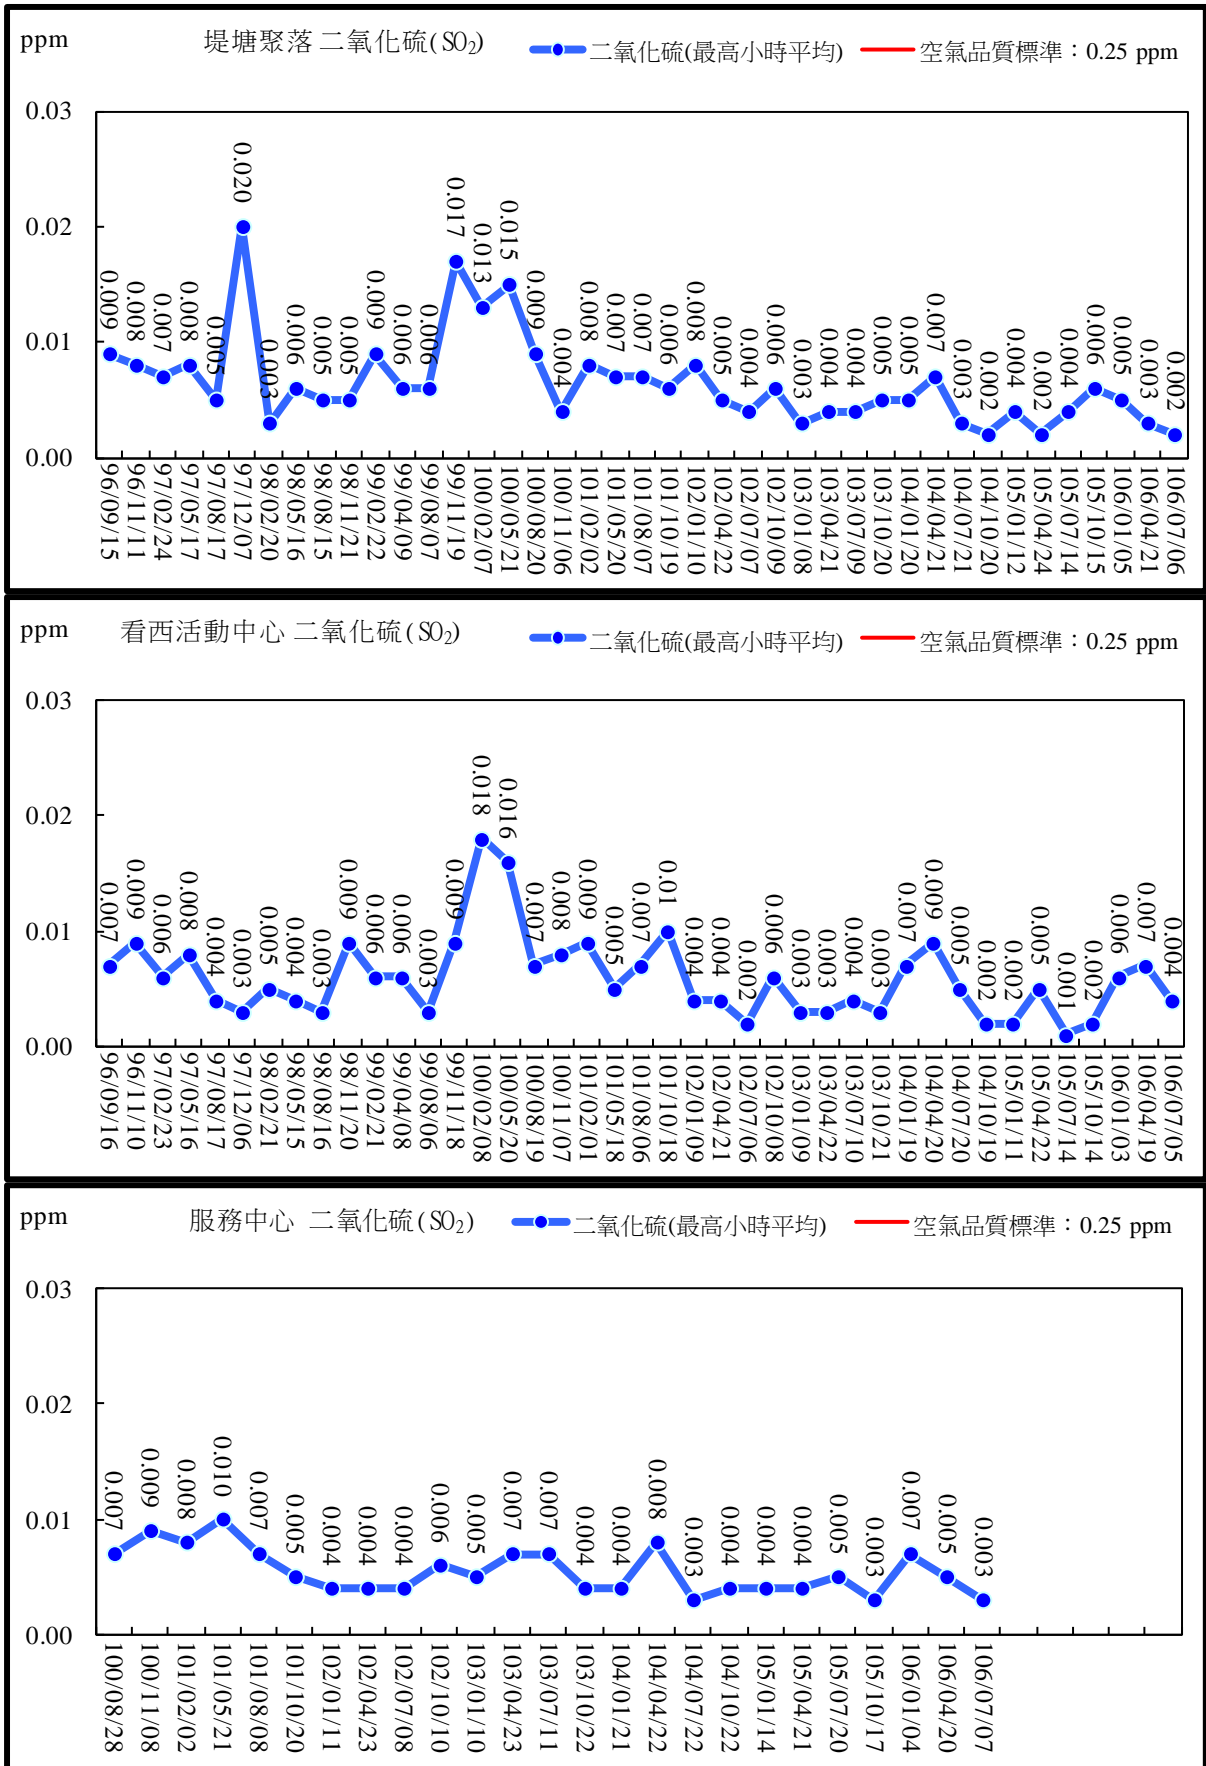 ppm 堤塘聚落 二氧化硫(SO₂) 二氧化硫(最高小時平均) 空氣品質標準：0.25 ppm
0.03
0.02
0.01
0.00
0.009 0.008 0.007 0.008 0.005 0.020 0.003 0.006 0.005 0.005 0.009 0.006 0.006 0.017 0.013 0.015 0.009 0.004 0.008 0.007 0.007 0.006 0.008 0.005 0.004 0.006 0.003 0.004 0.004 0.005 0.005 0.007 0.003 0.002 0.004 0.002 0.004 0.006 0.005 0.003 0.002
96/09/15 96/11/11 97/02/24 97/05/17 97/08/17 97/12/07 98/02/20 98/05/16 98/08/15 98/11/21 99/02/22 99/04/09 99/08/07 99/11/19 100/02/07 100/05/21 100/08/20 100/11/06 101/02/02 101/05/20 101/08/07 101/10/19 102/01/10 102/04/22 102/07/09 102/10/09 103/01/08 103/04/21 103/07/09 103/10/20 104/01/20 104/04/21 104/07/21 104/10/20 105/01/12 105/04/24 105/07/14 105/10/15 106/01/05 106/04/21 106/07/06
ppm 看西活動中心 二氧化硫(SO₂) 二氧化硫(最高小時平均) 空氣品質標準：0.25 ppm
0.03
0.02
0.01
0.00
0.007 0.009 0.006 0.008 0.004 0.003 0.005 0.004 0.003 0.009 0.006 0.006 0.003 0.009 0.018 0.016 0.007 0.008 0.009 0.005 0.007 0.01 0.004 0.004 0.002 0.006 0.003 0.003 0.004 0.003 0.007 0.009 0.005 0.002 0.002 0.005 0.001 0.002 0.006 0.007 0.004
96/09/16 96/11/10 97/02/23 97/05/16 97/08/17 97/12/06 98/02/21 98/05/15 98/08/16 98/11/20 99/02/21 99/04/08 99/08/06 99/11/18 100/02/08 100/05/20 100/08/19 100/11/07 101/02/01 101/05/18 101/08/06 101/10/18 102/01/09 102/04/21 102/07/06 102/10/08 103/01/09 103/04/22 103/07/10 103/10/21 104/01/19 104/04/20 104/07/20 104/10/19 105/01/11 105/04/22 105/07/14 105/10/14 106/01/03 106/04/19 106/07/05
ppm 服務中心 二氧化硫(SO₂) 二氧化硫(最高小時平均) 空氣品質標準：0.25 ppm
0.03
0.02
0.01
0.00
0.007 0.009 0.008 0.010 0.007 0.005 0.004 0.004 0.004 0.006 0.005 0.007 0.007 0.004 0.004 0.008 0.003 0.004 0.004 0.004 0.005 0.003 0.007 0.005 0.003
100/08/28 100/11/08 101/02/02 101/05/21 101/08/08 101/10/20 102/01/11 102/04/23 102/07/08 102/10/10 103/01/10 103/04/23 103/07/11 103/10/22 104/01/21 104/04/22 104/07/22 104/10/22 105/01/14 105/04/21 105/07/20 105/10/17 106/01/04 106/04/20 106/07/07